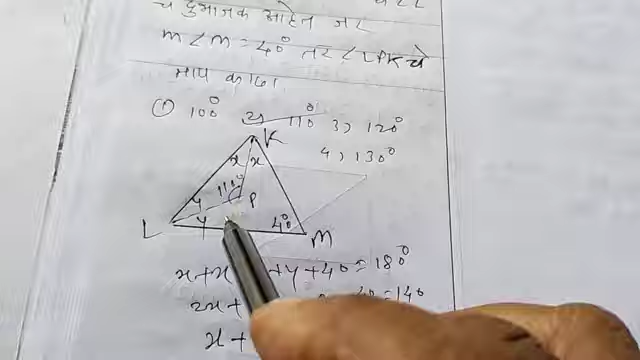 च दुभाजक आहेत जर
m∠M = 40° तर ∠LPK चे
माप काढा.
① 100° 2) 110° 3) 120°
4) 130°
K
x x
110°
y P
L y 40° M
x+x y+40=180°
2x+ =140
x+